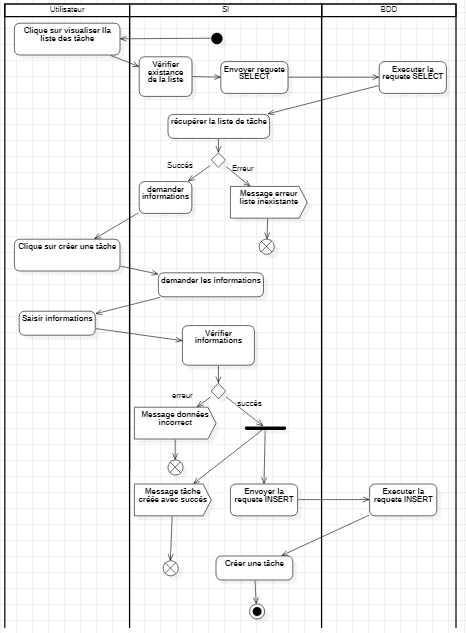 Utilisateur
SI
BDD
Clique sur visualiser lla
liste des tâche
Vérifier
existance
de la liste
Envoyer requete
SELECT
Executer la
requete SELECT
récupérer la liste de tâche
Succés
Erreur
demander
informations
Message erreur
liste inexistante
Clique sur créer une tâche
demander les informations
Saisir informations
Vérifier
informations
erreur
succés
Message données
incorrect
Message tâche
créée avec succés
Envoyer la
requete INSERT
Executer la
requete INSERT
Créer une tâche